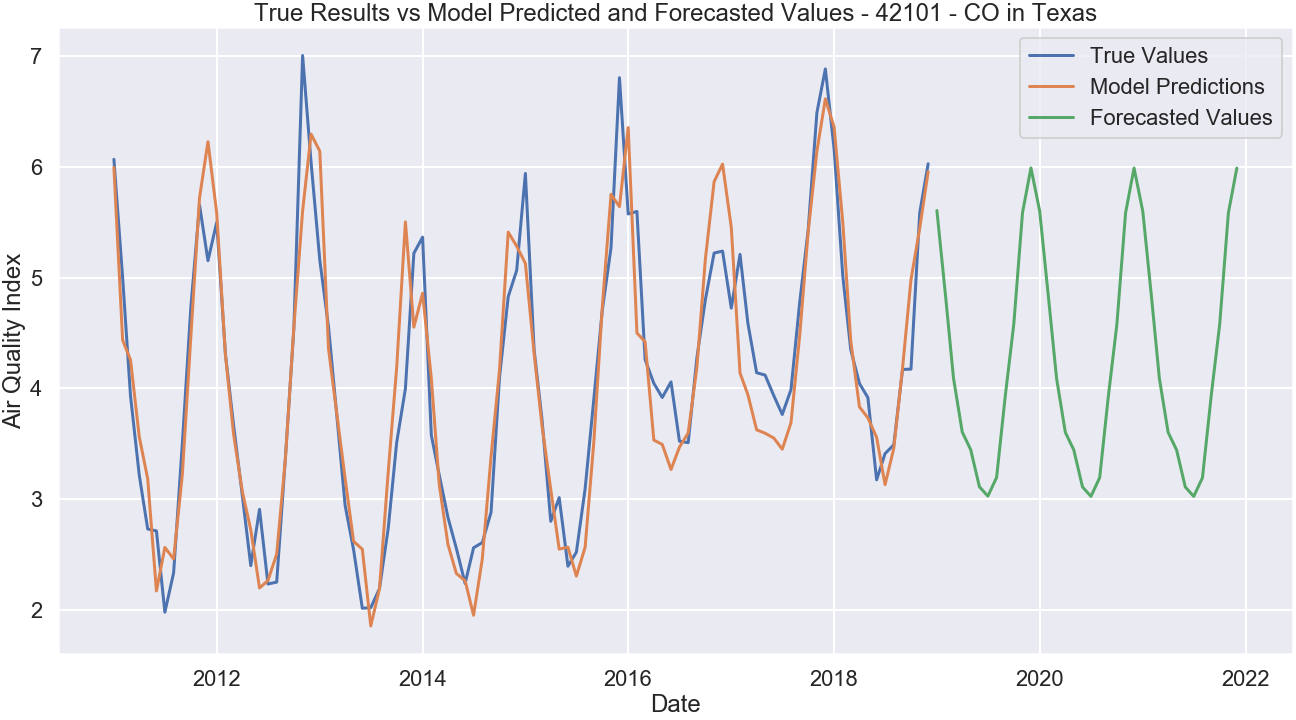 True Results vs Model Predicted and Forecasted Values - 42101 - CO in Texas
True Values
Model Predictions
Forecasted Values
Air Quality Index
7
6
5
4
3
2
2012
2014
2016
2018
2020
2022
Date